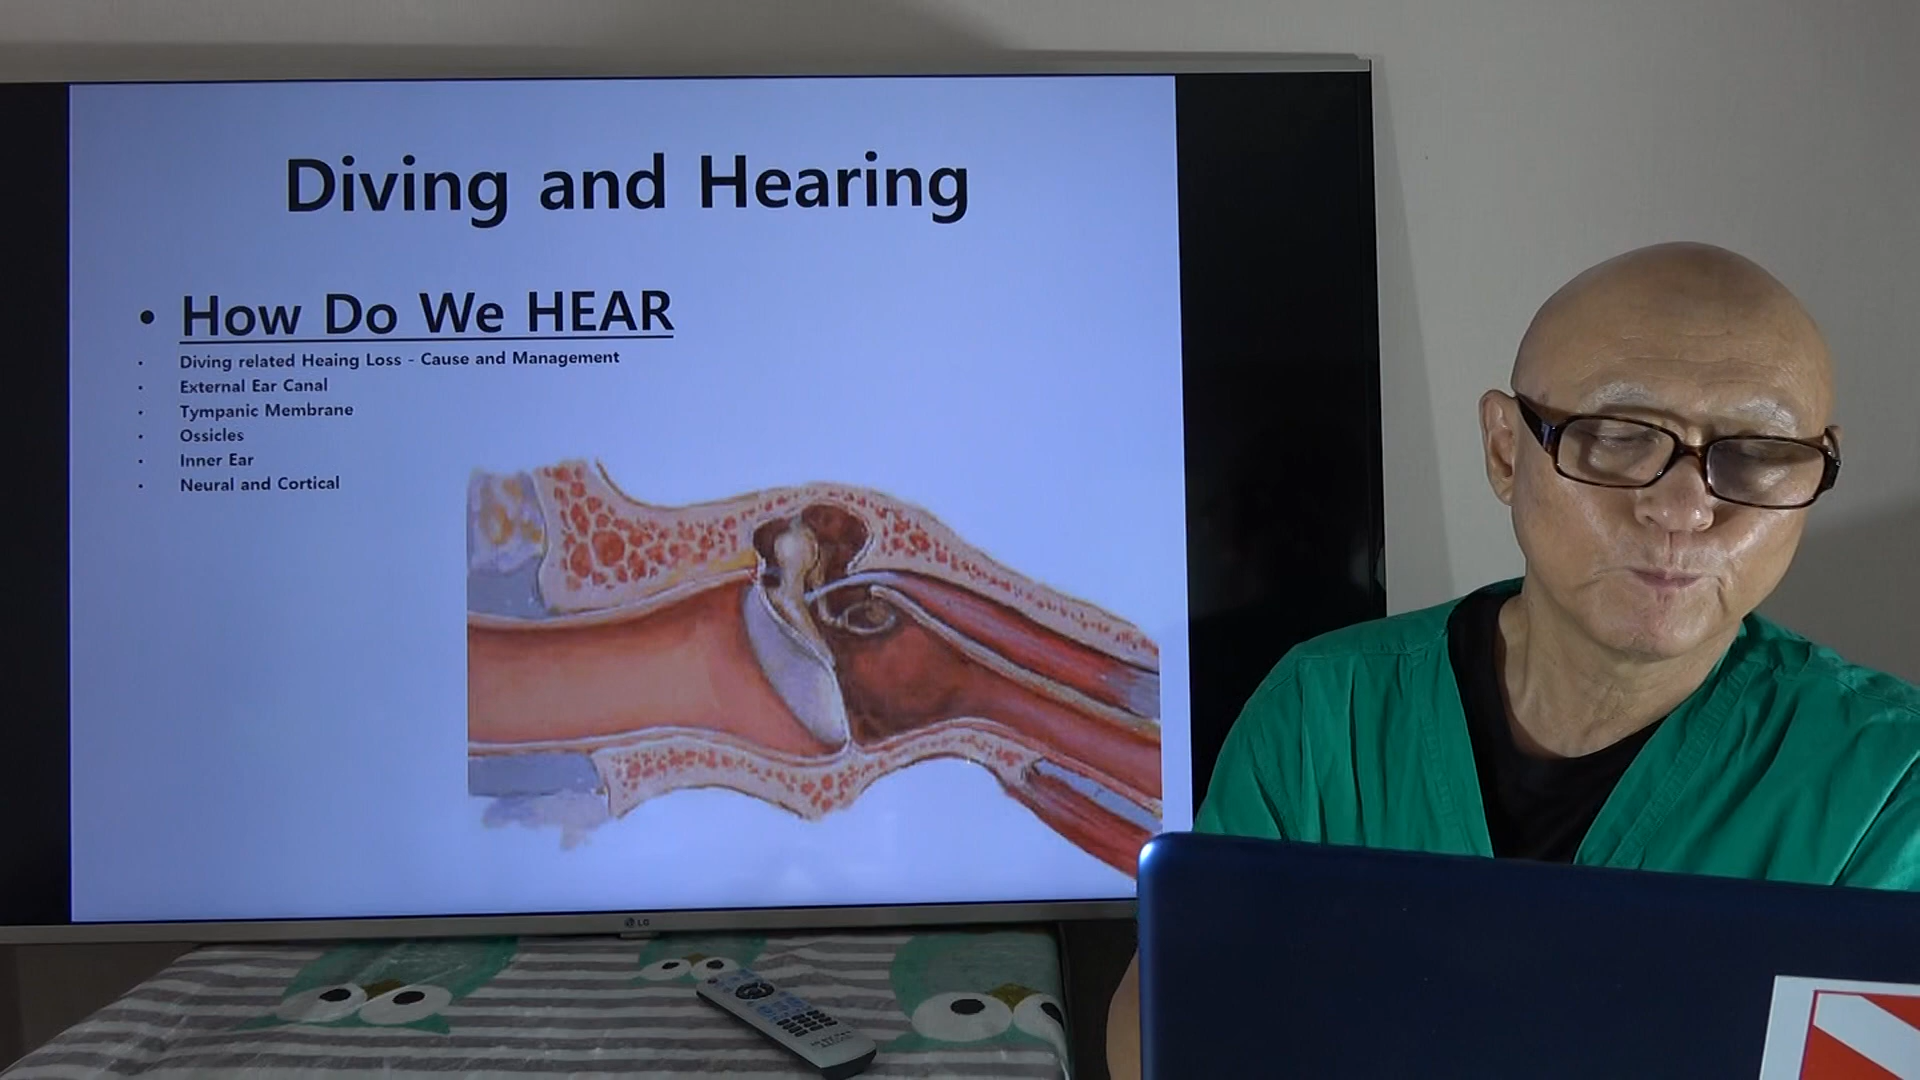 Diving and Hearing
• How Do We HEAR
• Diving related Heaing Loss - Cause and Management
• External Ear Canal
• Tympanic Membrane
• Ossicles
• Inner Ear
• Neural and Cortical
LG